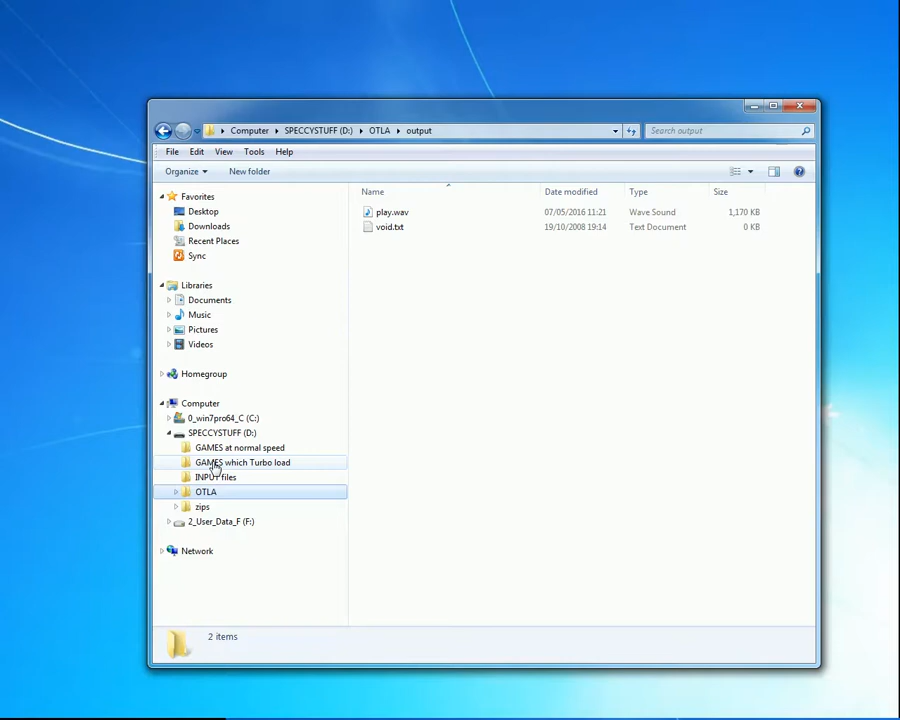 Computer
SPECCYSTUFF (D:)
OTLA
output
Search output
File
Edit
View
Tools
Help
Organize
New folder
Favorites
Desktop
Downloads
Recent Places
Sync
Libraries
Documents
Music
Pictures
Videos
Homegroup
Computer
0_win7pro64_C (C:)
SPECCYSTUFF (D:)
GAMES at normal speed
GAMES which Turbo load
INPUT files
OTLA
zips
2_User_Data_F (F:)
Network
Name Date modified Type Size
play.wav 07/05/2016 11:21 Wave Sound 1,170 KB
void.txt 19/10/2008 19:14 Text Document 0 KB
2 items